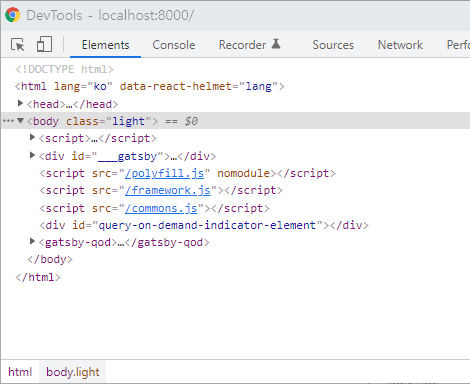 DevTools - localhost:8000/
Elements Console Recorder Sources Network Perform
<!DOCTYPE html>
<html lang="ko" data-react-helmet="lang">
<head>…</head>
<body class="light"> == $0
<script>…</script>
<div id="___gatsby">…</div>
<script src="/polyfill.js" nomodule></script>
<script src="/framework.js"></script>
<script src="/commons.js"></script>
<div id="query-on-demand-indicator-element"></div>
<gatsby-qod>…</gatsby-qod>
</body>
</html>
html body.light